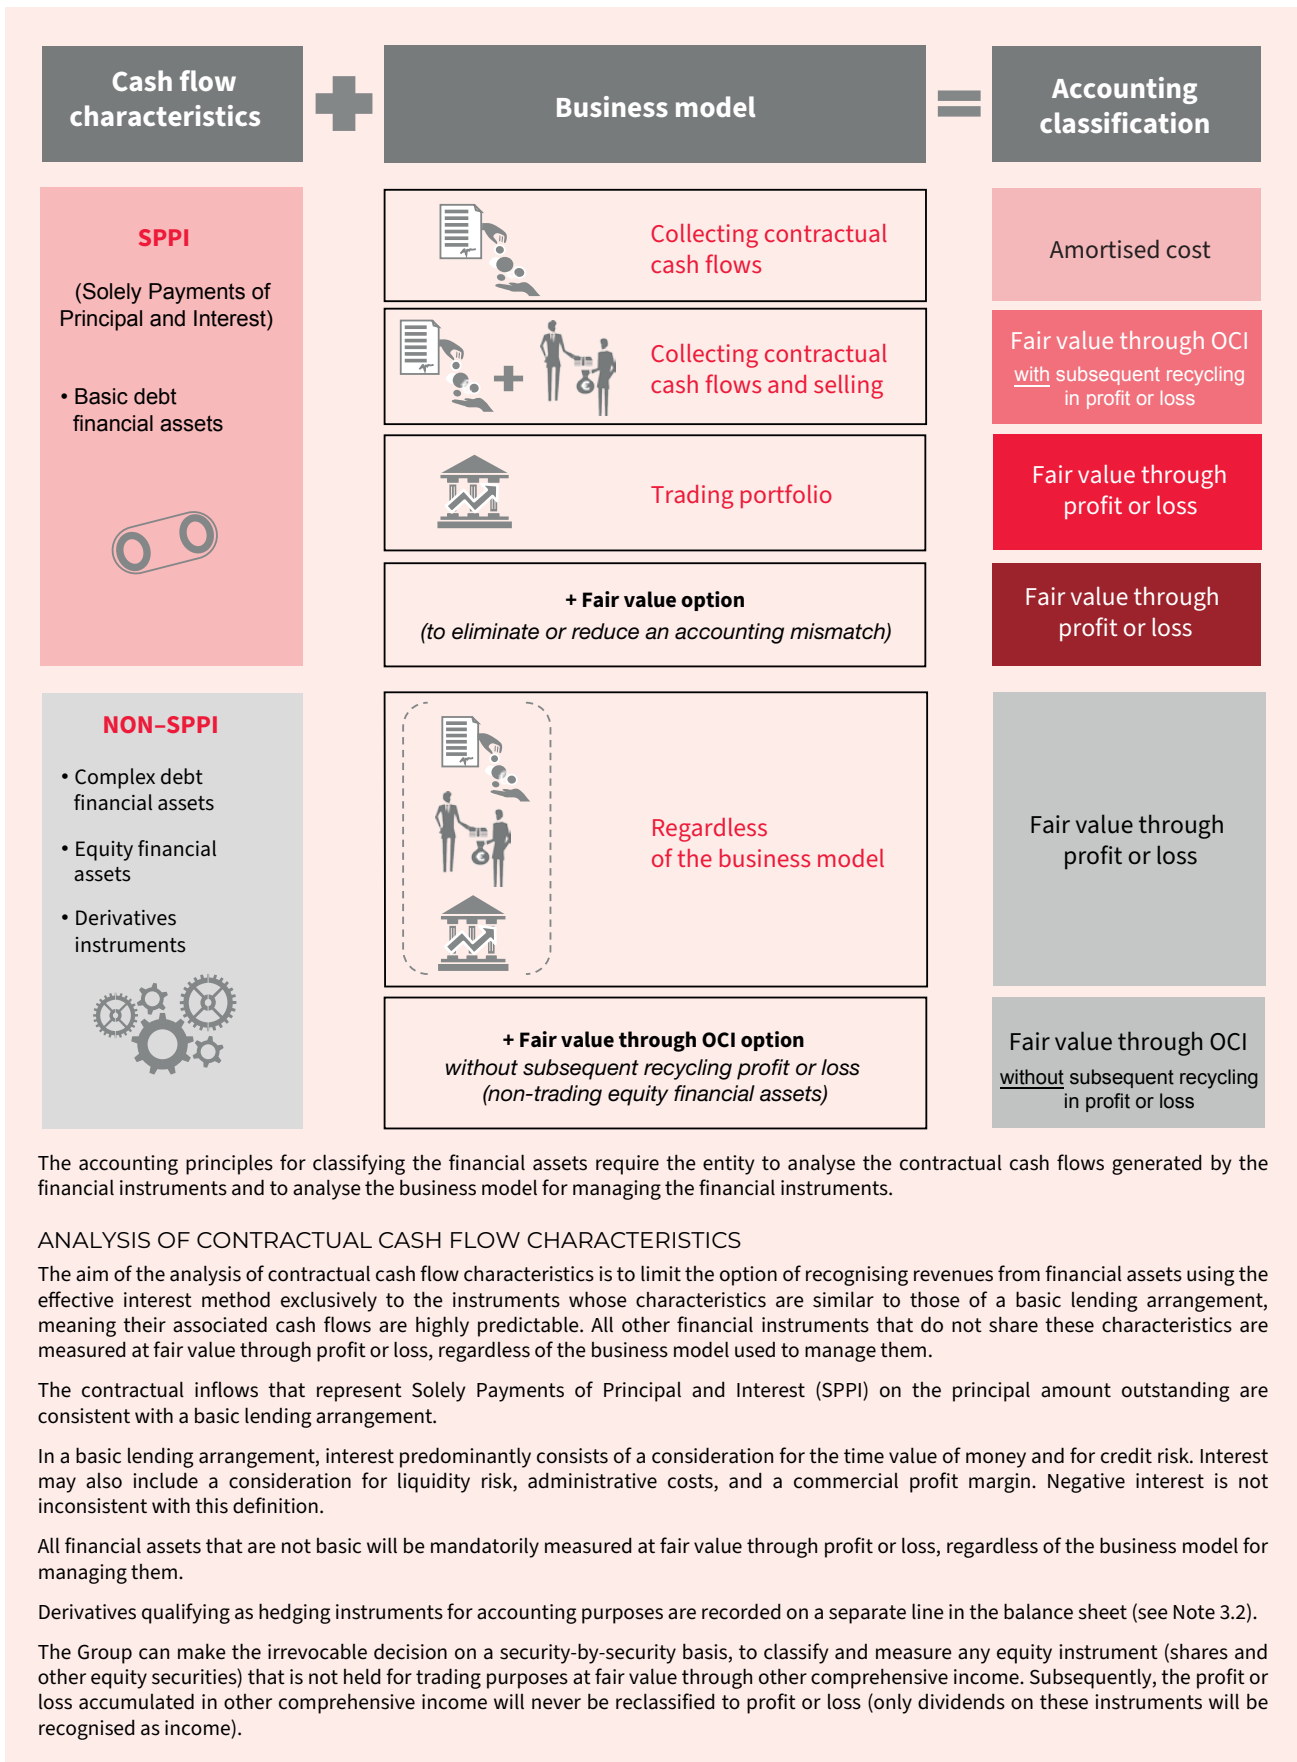 Cash flow
characteristics
Business model
Accounting
classification
SPPI
(Solely Payments of
Principal and Interest)
• Basic debt
financial assets
Collecting contractual
cash flows
Amortised cost
Collecting contractual
cash flows and selling
Fair value through OCI
with subsequent recycling
in profit or loss
Trading portfolio
Fair value through
profit or loss
+ Fair value option
(to eliminate or reduce an accounting mismatch)
Fair value through
profit or loss
NON–SPPI
• Complex debt
financial assets
• Equity financial
assets
• Derivatives
instruments
Regardless
of the business model
Fair value through
profit or loss
+ Fair value through OCI option
without subsequent recycling profit or loss
(non-trading equity financial assets)
Fair value through OCI
without subsequent recycling
in profit or loss
The accounting principles for classifying the financial assets require the entity to analyse the contractual cash flows generated by the
financial instruments and to analyse the business model for managing the financial instruments.
ANALYSIS OF CONTRACTUAL CASH FLOW CHARACTERISTICS
The aim of the analysis of contractual cash flow characteristics is to limit the option of recognising revenues from financial assets using the
effective interest method exclusively to the instruments whose characteristics are similar to those of a basic lending arrangement,
meaning their associated cash flows are highly predictable. All other financial instruments that do not share these characteristics are
measured at fair value through profit or loss, regardless of the business model used to manage them.
The contractual inflows that represent Solely Payments of Principal and Interest (SPPI) on the principal amount outstanding are
consistent with a basic lending arrangement.
In a basic lending arrangement, interest predominantly consists of a consideration for the time value of money and for credit risk. Interest
may also include a consideration for liquidity risk, administrative costs, and a commercial profit margin. Negative interest is not
inconsistent with this definition.
All financial assets that are not basic will be mandatorily measured at fair value through profit or loss, regardless of the business model for
managing them.
Derivatives qualifying as hedging instruments for accounting purposes are recorded on a separate line in the balance sheet (see Note 3.2).
The Group can make the irrevocable decision on a security-by-security basis, to classify and measure any equity instrument (shares and
other equity securities) that is not held for trading purposes at fair value through other comprehensive income. Subsequently, the profit or
loss accumulated in other comprehensive income will never be reclassified to profit or loss (only dividends on these instruments will be
recognised as income).